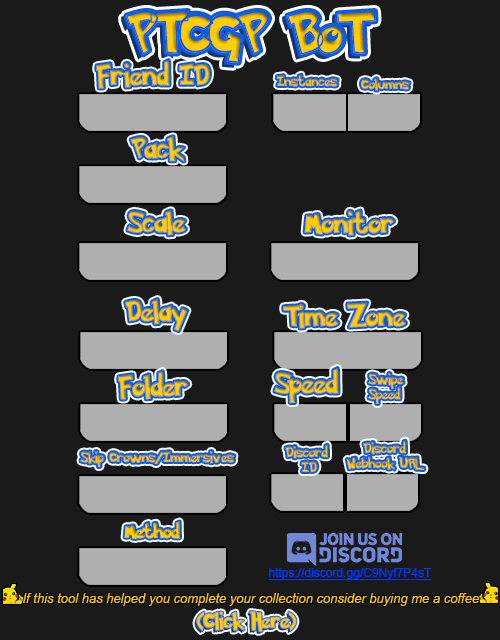 PTCGP BoT
Friend ID
Instances
Columns
Pack
Scale
Monitor
Delay
Time Zone
Folder
Speed
Swipe
Speed
Skip Crowns/Immersives
Discord
ID
Discord
Webhook URL
Method
JOIN US ON
DISCORD
https://discord.gg/C9Nyf7P4sT
If this tool has helped you complete your collection consider buying me a coffee!
(Click Here)